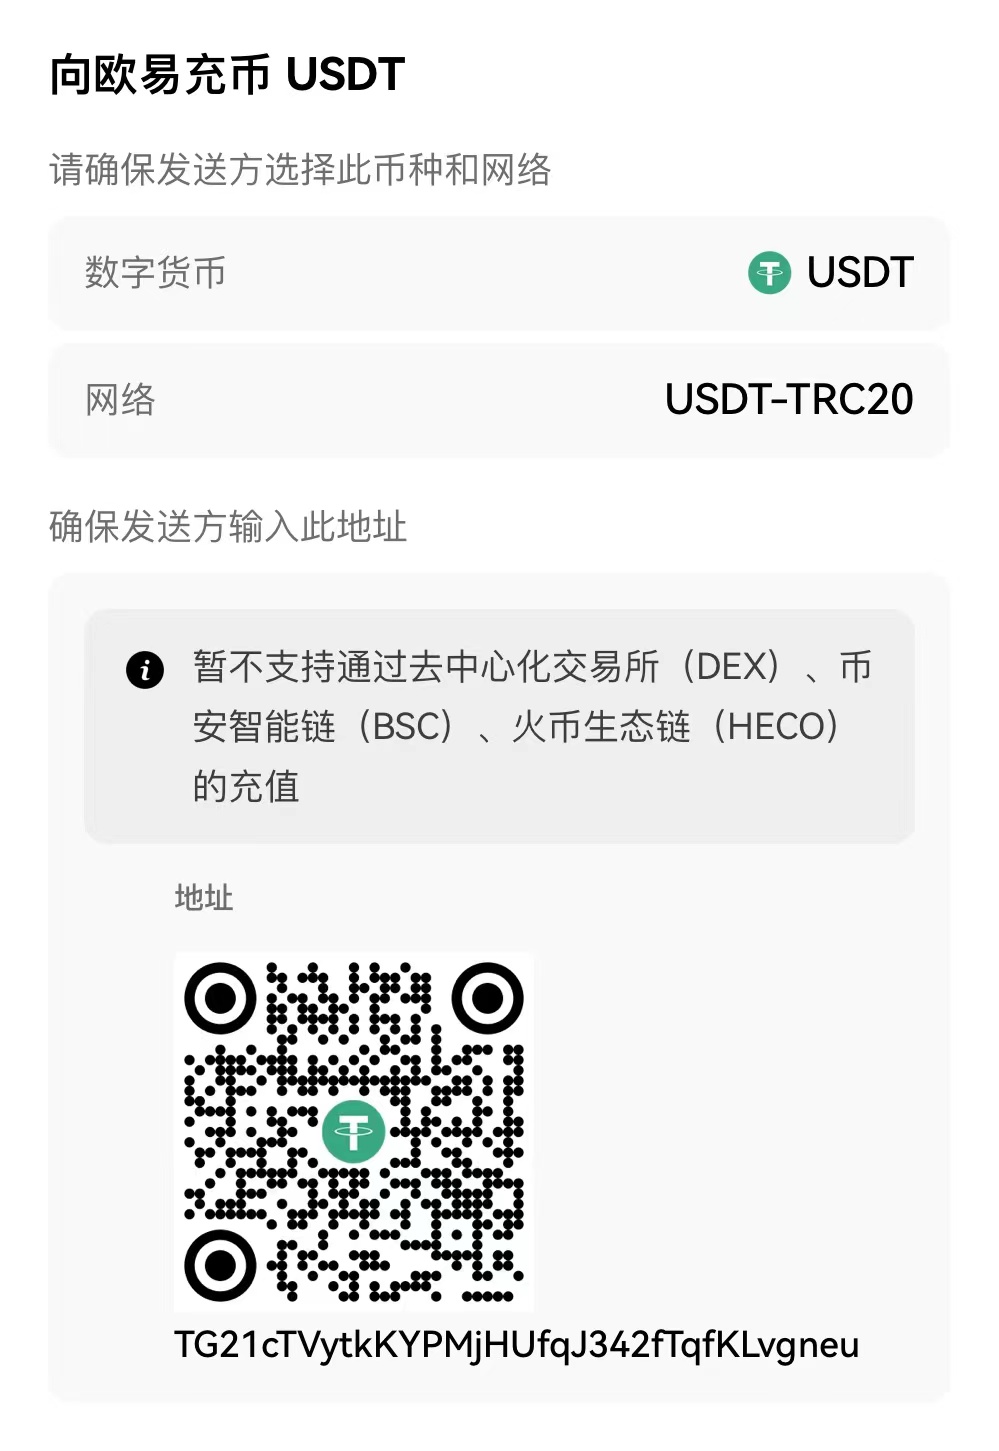 向欧易充币 USDT
请确保发送方选择此币种和网络
数字货币 USDT
网络 USDT-TRC20
确保发送方输入此地址
暂不支持通过去中心化交易所（DEX）、币
安智能链（BSC）、火币生态链（HECO）
的充值
地址
TG21cTVytkKYPMjHUfqJ342fTqfKLvgneu